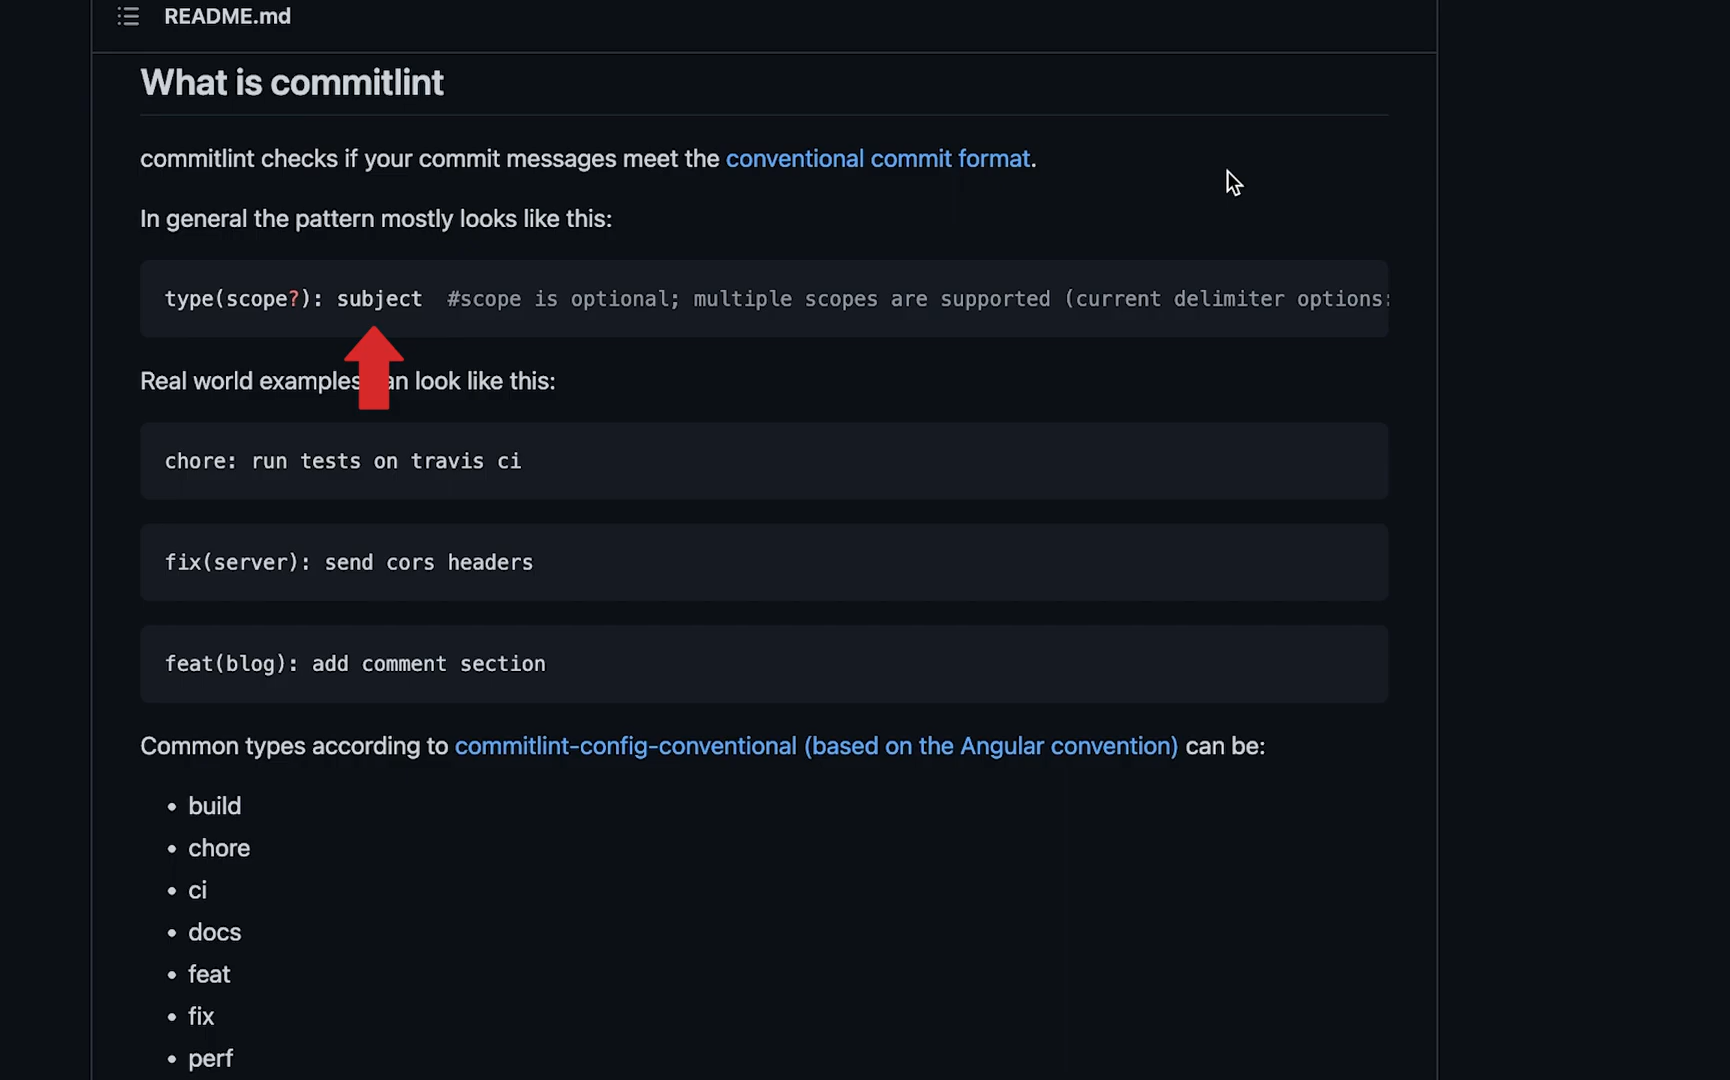 README.md
What is commitlint
commitlint checks if your commit messages meet the conventional commit format.
In general the pattern mostly looks like this:
type(scope?): subject  #scope is optional; multiple scopes are supported (current delimiter options:
Real world examples an look like this:
chore: run tests on travis ci
fix(server): send cors headers
feat(blog): add comment section
Common types according to commitlint-config-conventional (based on the Angular convention) can be:
• build
• chore
• ci
• docs
• feat
• fix
• perf